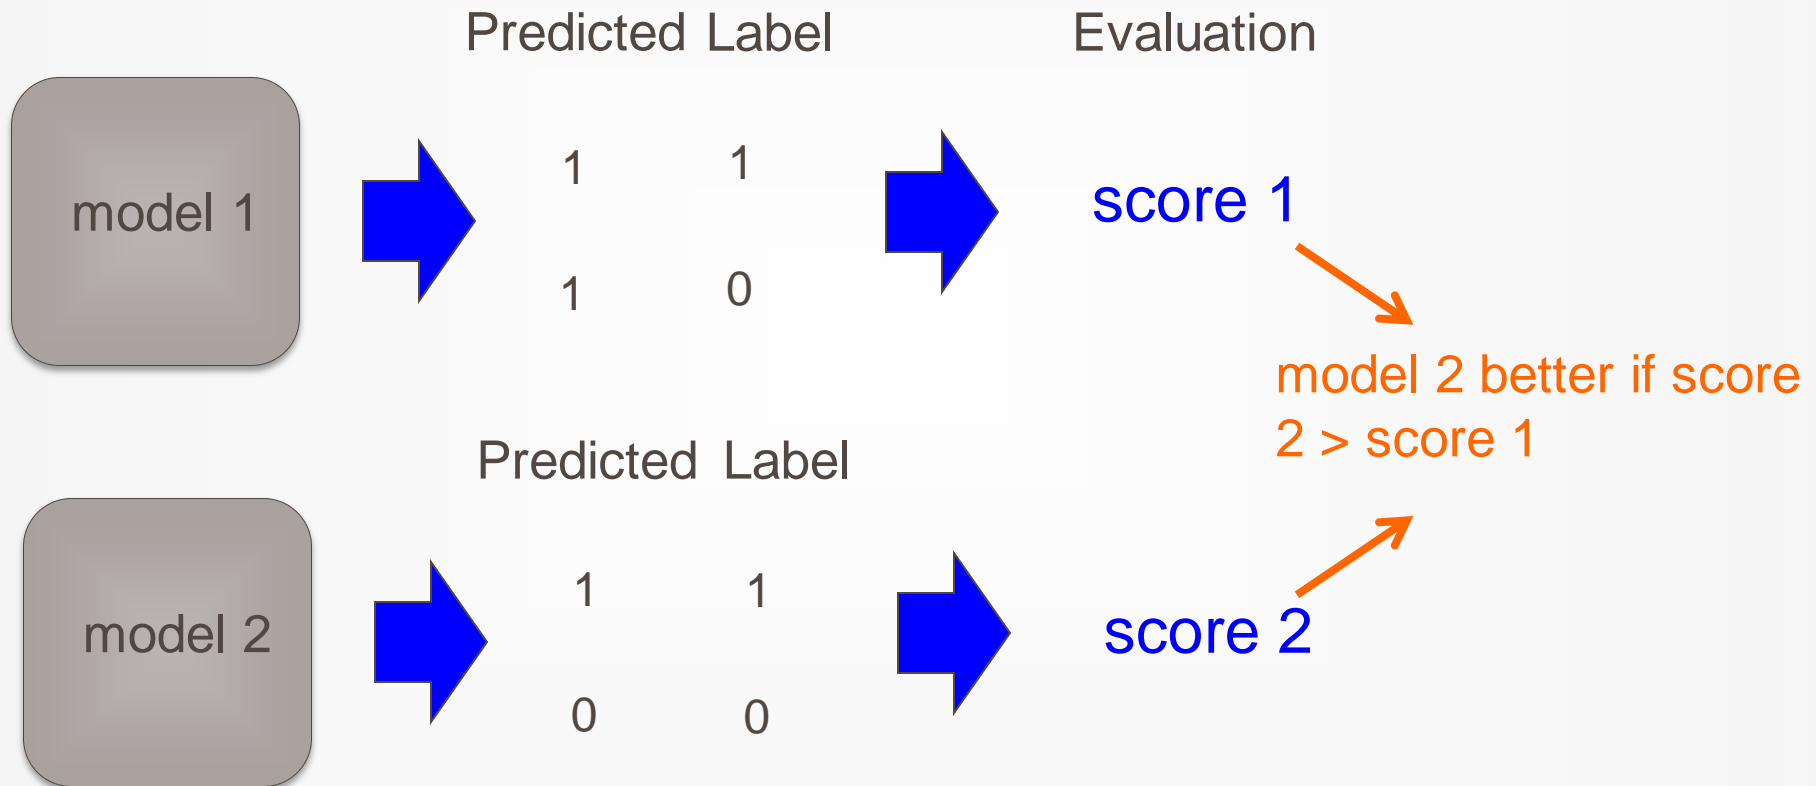 Predicted Label
Evaluation
model 1
1 1
1 0
score 1
model 2 better if score
2 > score 1
Predicted Label
model 2
1 1
0 0
score 2